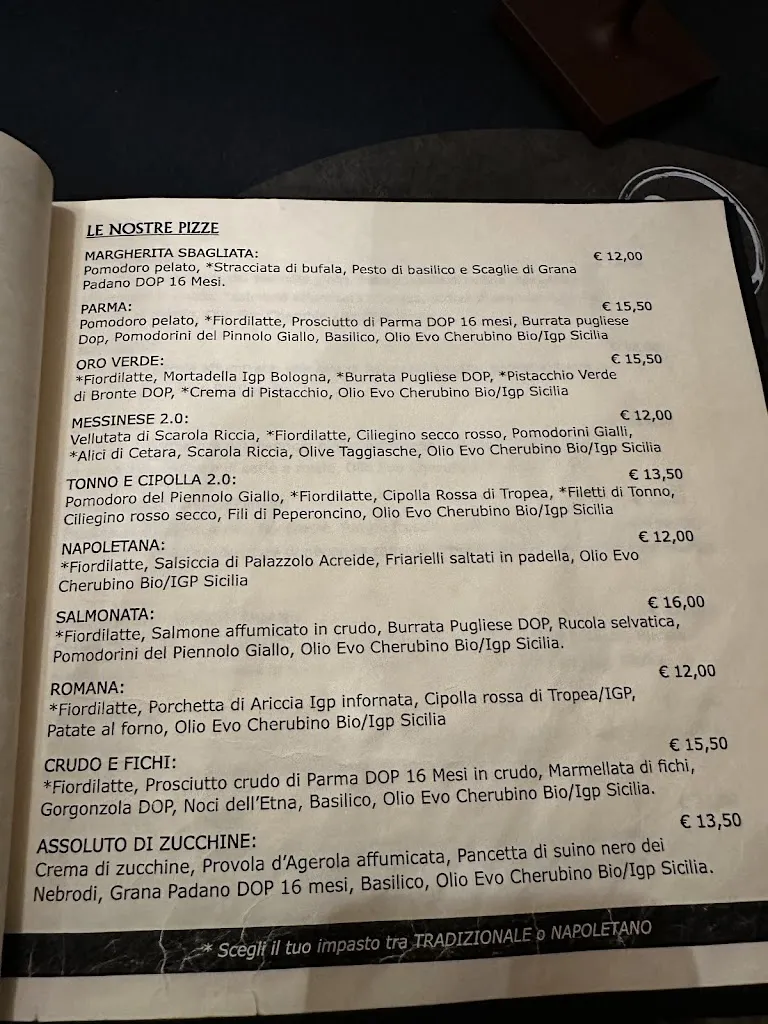 LE NOSTRE PIZZE
MARGHERITA SBAGLIATA: € 12,00
Pomodoro pelato, *Stracciata di bufala, Pesto di basilico e Scaglie di Grana
Padano DOP 16 Mesi.
PARMA: € 15,50
Pomodoro pelato, *Fiordilatte, Prosciutto di Parma DOP 16 mesi, Burrata pugliese
Dop, Pomodorini del Pinnolo Giallo, Basilico, Olio Evo Cherubino Bio/Igp Sicilia
ORO VERDE: € 15,50
*Fiordilatte, Mortadella Igp Bologna, *Burrata Pugliese DOP, *Pistacchio Verde
di Bronte DOP, *Crema di Pistacchio, Olio Evo Cherubino Bio/Igp Sicilia
MESSINESE 2.0: € 12,00
Vellutata di Scarola Riccia, *Fiordilatte, Ciliegino secco rosso, Pomodorini Gialli,
*Alici di Cetara, Scarola Riccia, Olive Taggiasche, Olio Evo Cherubino Bio/Igp Sicilia
TONNO E CIPOLLA 2.0: € 13,50
Pomodoro del Piennolo Giallo, *Fiordilatte, Cipolla Rossa di Tropea, *Filetti di Tonno,
Ciliegino rosso secco, Fili di Peperoncino, Olio Evo Cherubino Bio/Igp Sicilia
NAPOLETANA: € 12,00
*Fiordilatte, Salsiccia di Palazzolo Acreide, Friarielli saltati in padella, Olio Evo
Cherubino Bio/IGP Sicilia
SALMONATA: € 16,00
*Fiordilatte, Salmone affumicato in crudo, Burrata Pugliese DOP, Rucola selvatica,
Pomodorini del Piennolo Giallo, Olio Evo Cherubino Bio/Igp Sicilia.
ROMANA: € 12,00
*Fiordilatte, Porchetta di Ariccia Igp infornata, Cipolla rossa di Tropea/IGP,
Patate al forno, Olio Evo Cherubino Bio/Igp Sicilia
CRUDO E FICHI: € 15,50
*Fiordilatte, Prosciutto crudo di Parma DOP 16 Mesi in crudo, Marmellata di fichi,
Gorgonzola DOP, Noci dell'Etna, Basilico, Olio Evo Cherubino Bio/Igp Sicilia.
ASSOLUTO DI ZUCCHINE: € 13,50
Crema di zucchine, Provola d'Agerola affumicata, Pancetta di suino nero dei
Nebrodi, Grana Padano DOP 16 mesi, Basilico, Olio Evo Cherubino Bio/Igp Sicilia.
* Scegli il tuo impasto tra TRADIZIONALE o NAPOLETANO